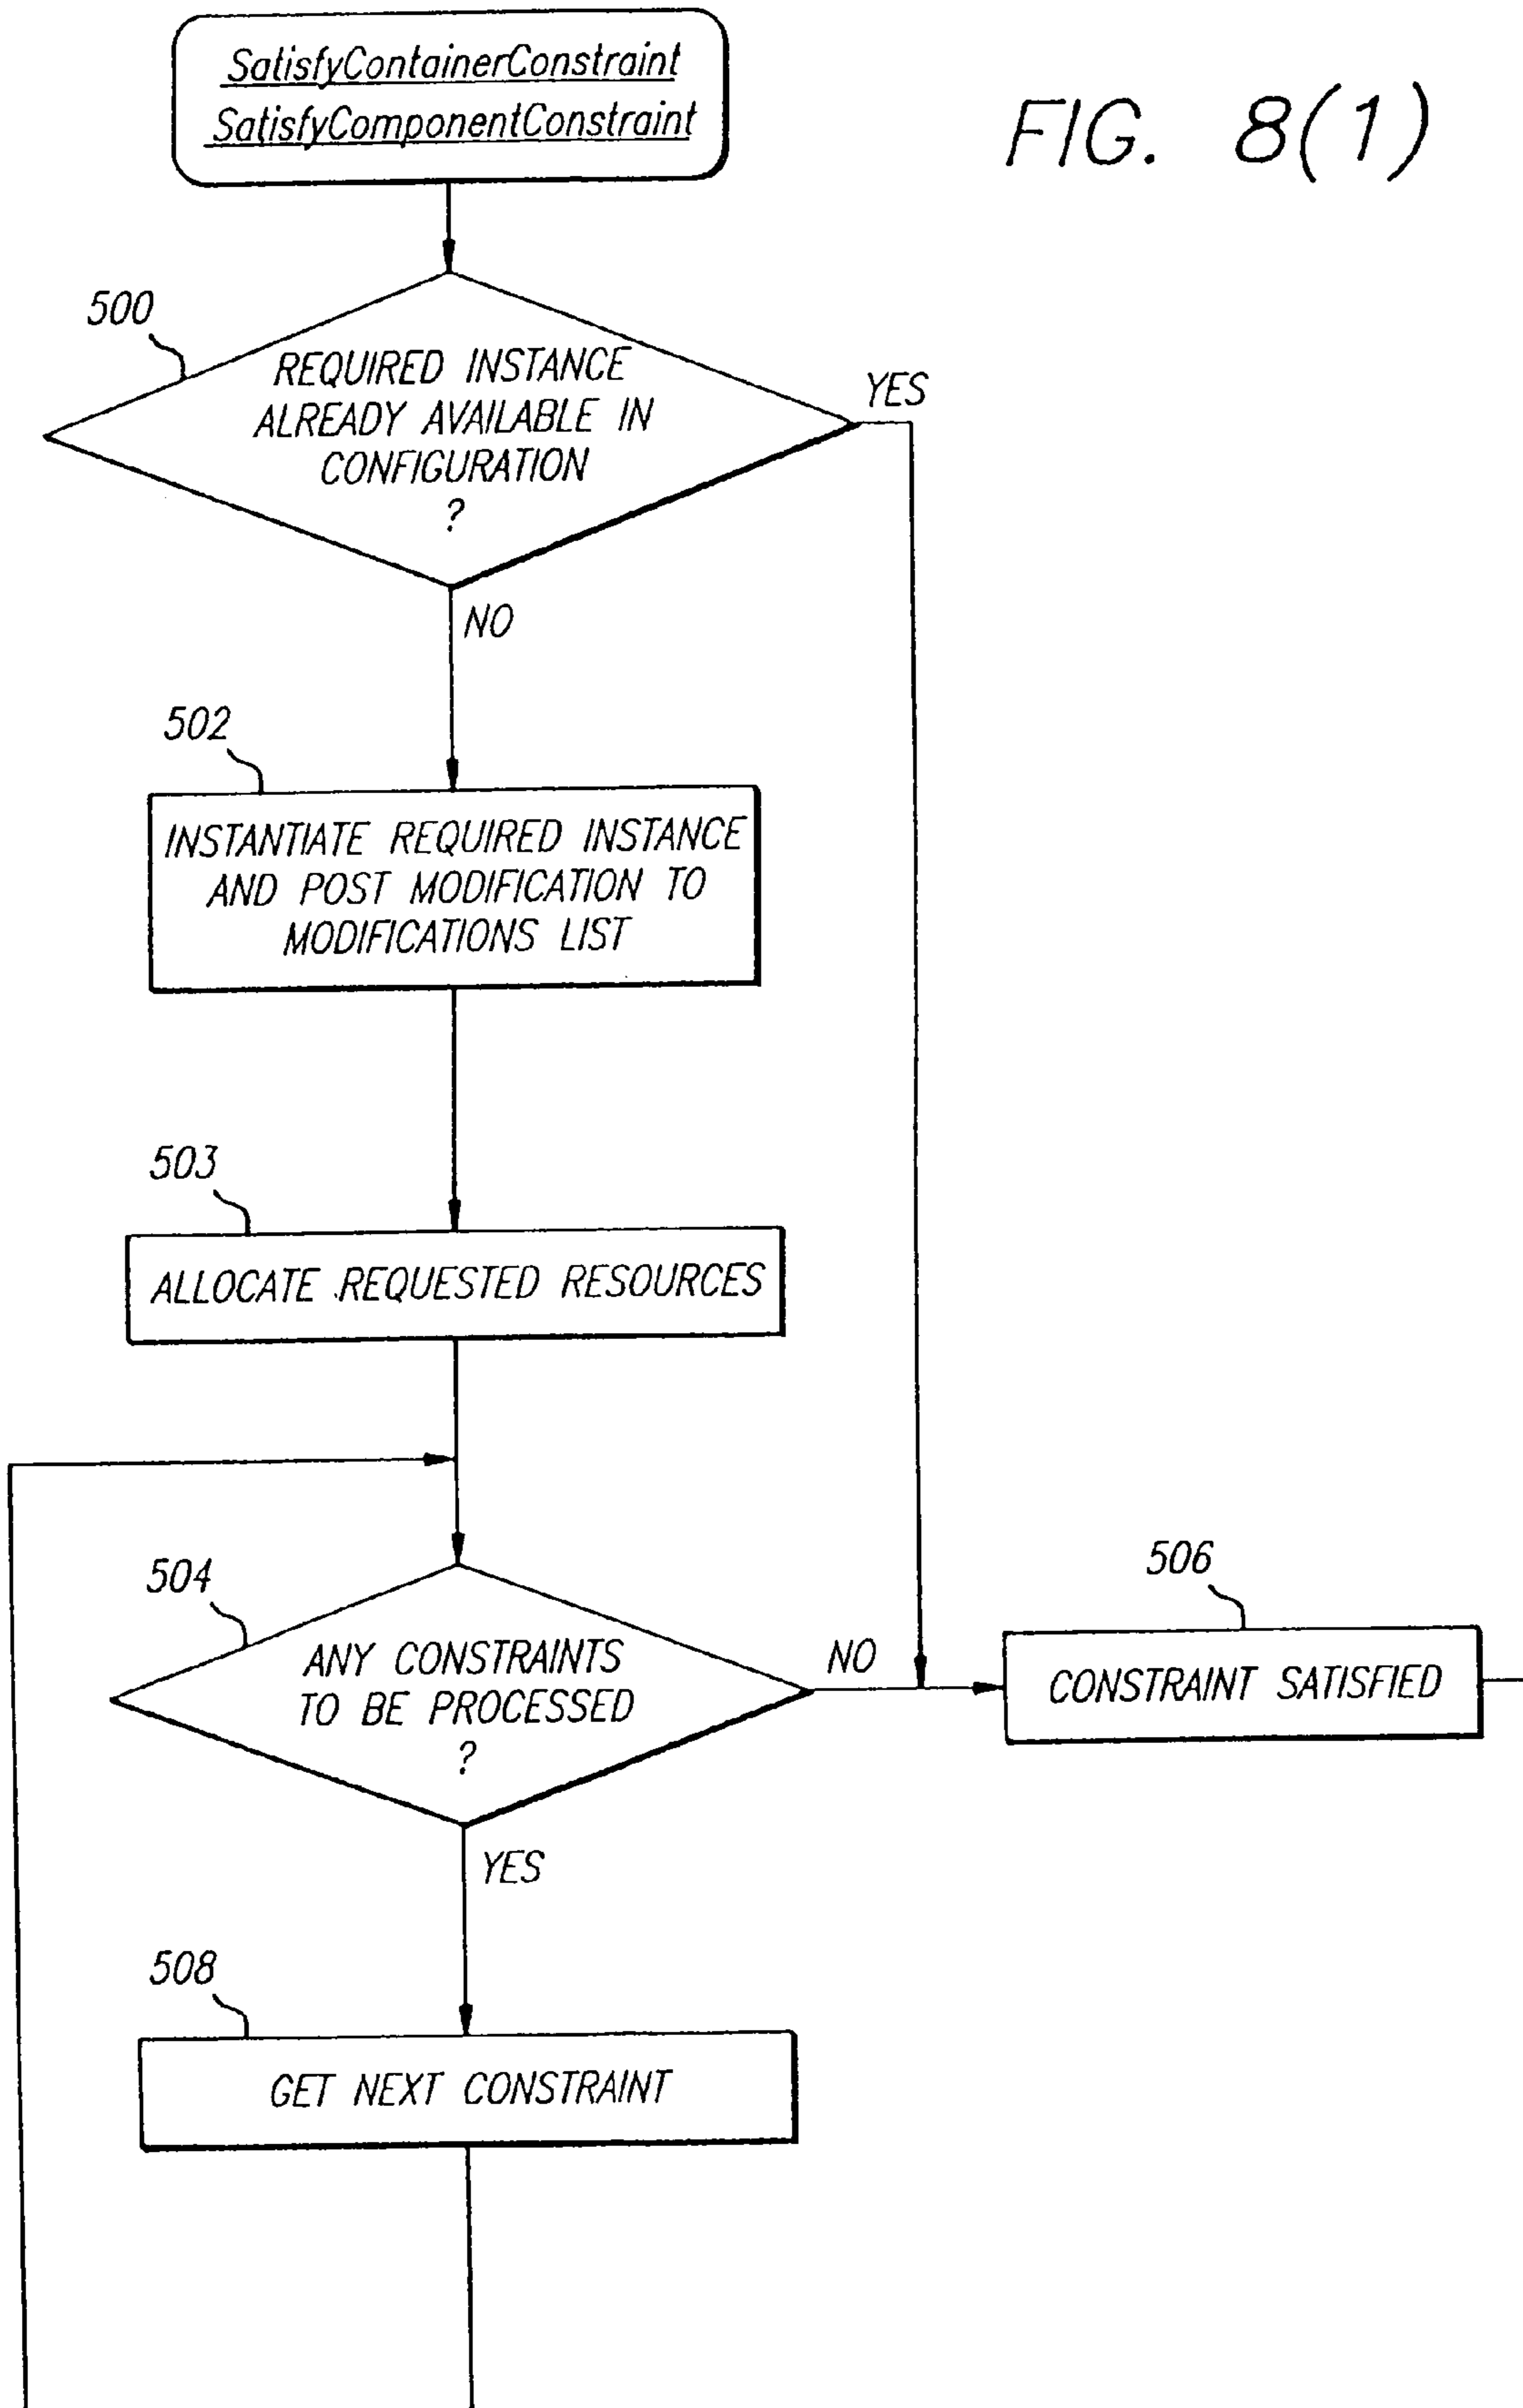 SatisfyContainerConstraint
SatisfyComponentConstraint
FIG. 8(1)
500
REQUIRED INSTANCE
ALREADY AVAILABLE IN
CONFIGURATION
?
YES
NO
502
INSTANTIATE REQUIRED INSTANCE
AND POST MODIFICATION TO
MODIFICATIONS LIST
503
ALLOCATE REQUESTED RESOURCES
504
ANY CONSTRAINTS
TO BE PROCESSED
?
NO
506
CONSTRAINT SATISFIED
YES
508
GET NEXT CONSTRAINT